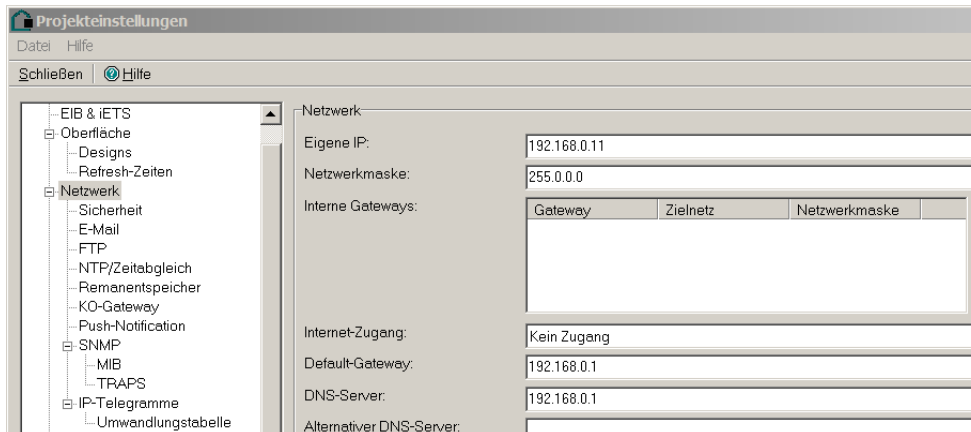 Projekteinstellungen
Datei Hilfe
Schließen Hilfe
EIB & iETS
Oberfläche
Designs
Refresh-Zeiten
Netzwerk
Sicherheit
E-Mail
FTP
NTP/Zeitabgleich
Remanentspeicher
KO-Gateway
Push-Notification
SNMP
MIB
TRAPS
IP-Telegramme
Umwandlungstabelle
Netzwerk
Eigene IP: 192.168.0.11
Netzwerkmaske: 255.0.0.0
Interne Gateways: Gateway Zielnetz Netzwerkmaske
Internet-Zugang: Kein Zugang
Default-Gateway: 192.168.0.1
DNS-Server: 192.168.0.1
Alternativer DNS-Server: